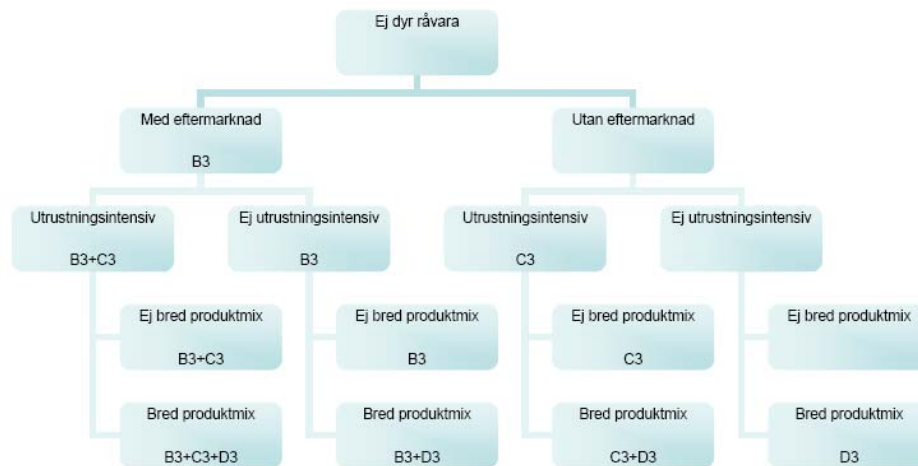 Ej dyr råvara
Med eftermarknad
B3
Utan eftermarknad
Utrustningsintensiv
B3+C3
Ej utrustningsintensiv
B3
Utrustningsintensiv
C3
Ej utrustningsintensiv
Ej bred produktmix
B3+C3
Ej bred produktmix
B3
Ej bred produktmix
C3
Ej bred produktmix
Bred produktmix
B3+C3+D3
Bred produktmix
B3+D3
Bred produktmix
C3+D3
Bred produktmix
D3